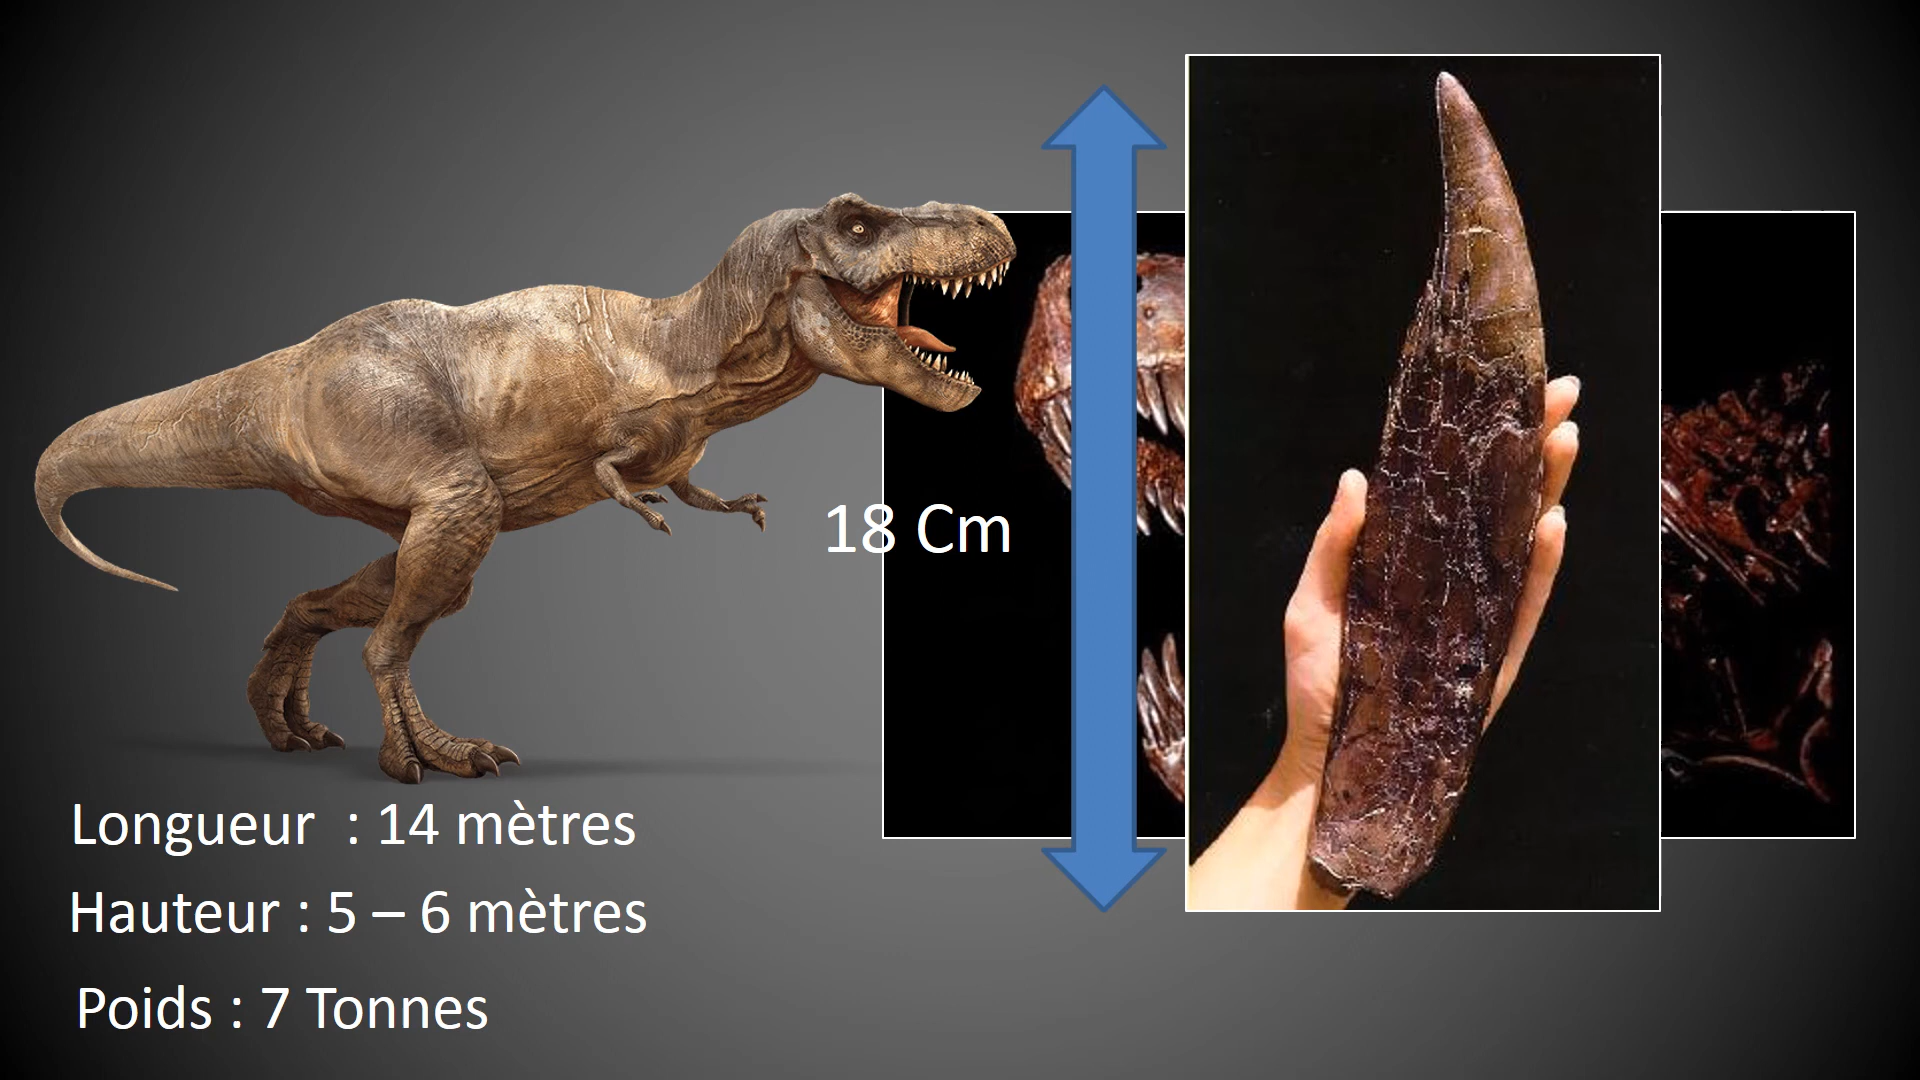 18 Cm
Longueur : 14 mètres
Hauteur : 5 – 6 mètres
Poids : 7 Tonnes